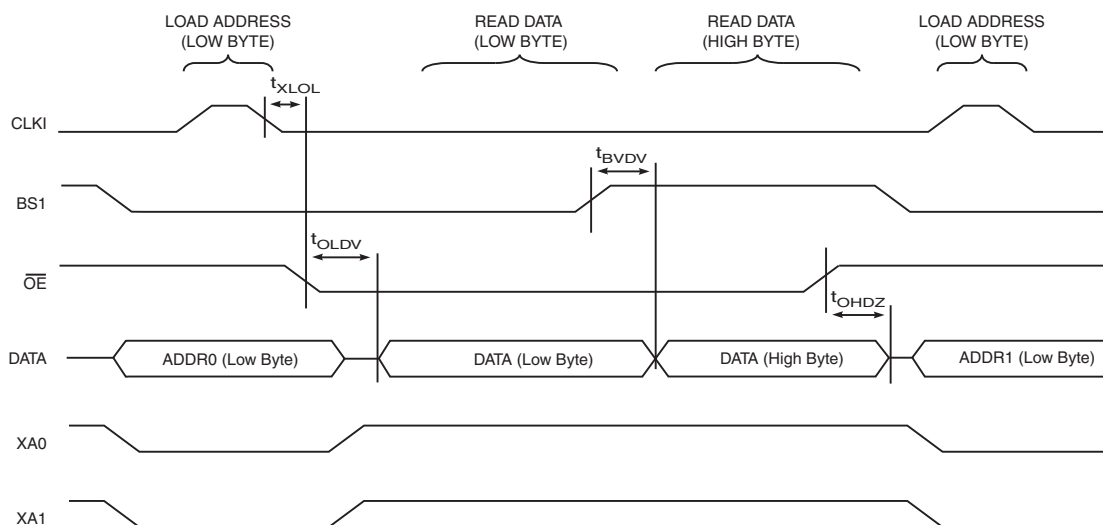 LOAD ADDRESS
(LOW BYTE)
READ DATA
(LOW BYTE)
READ DATA
(HIGH BYTE)
LOAD ADDRESS
(LOW BYTE)
tXLOL
CLKI
tBVDV
BS1
tOLDV
OE
tOHDZ
DATA
ADDR0 (Low Byte)
DATA (Low Byte)
DATA (High Byte)
ADDR1 (Low Byte)
XA0
XA1